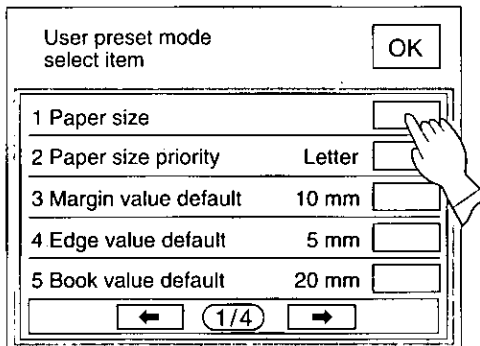 User preset mode
select item
OK
1 Paper size
2 Paper size priority Letter
3 Margin value default 10 mm
4 Edge value default 5 mm
5 Book value default 20 mm
← (1/4) →